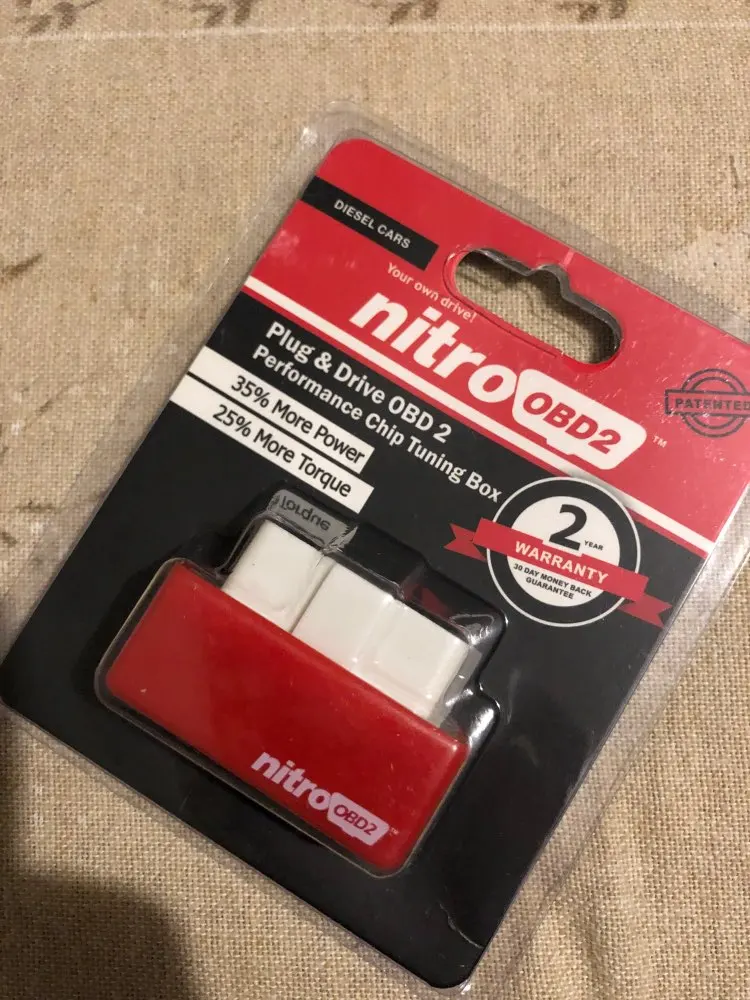 DIESEL CARS
Your own drive!
nitro OBD2 ™
PATENTED
Plug & Drive OBD 2
Performance Chip Tuning Box
35% More Power
25% More Torque
2 YEAR
WARRANTY
30 DAY MONEY BACK
GUARANTEE
nitro OBD2